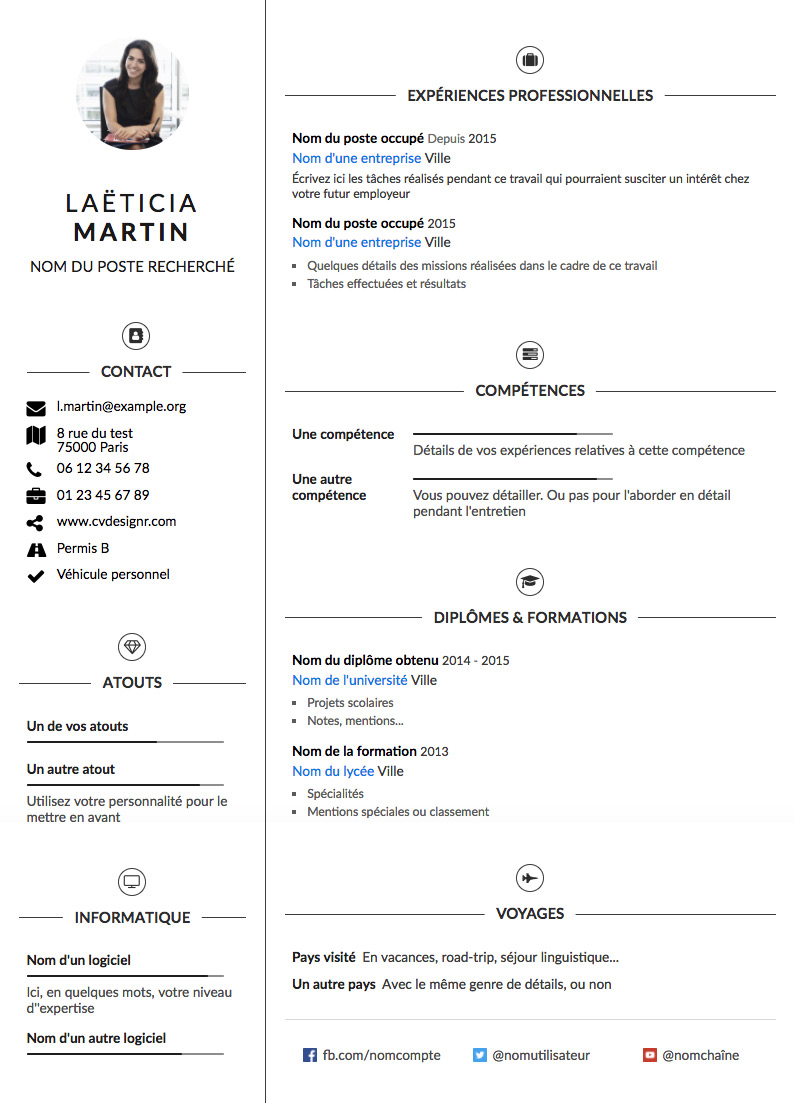 LAËTICIA
MARTIN
NOM DU POSTE RECHERCHÉ
CONTACT
l.martin@example.org
8 rue du test
75000 Paris
06 12 34 56 78
01 23 45 67 89
www.cvdesignr.com
Permis B
Véhicule personnel
ATOUTS
Un de vos atouts
Un autre atout
Utilisez votre personnalité pour le
mettre en avant
INFORMATIQUE
Nom d'un logiciel
Ici, en quelques mots, votre niveau
d"expertise
Nom d'un autre logiciel
EXPÉRIENCES PROFESSIONNELLES
Nom du poste occupé Depuis 2015
Nom d'une entreprise Ville
Écrivez ici les tâches réalisés pendant ce travail qui pourraient susciter un intérêt chez
votre futur employeur
Nom du poste occupé 2015
Nom d'une entreprise Ville
Quelques détails des missions réalisées dans le cadre de ce travail
Tâches effectuées et résultats
COMPÉTENCES
Une compétence
Détails de vos expériences relatives à cette compétence
Une autre
compétence
Vous pouvez détailler. Ou pas pour l'aborder en détail
pendant l'entretien
DIPLÔMES & FORMATIONS
Nom du diplôme obtenu 2014 - 2015
Nom de l'université Ville
Projets scolaires
Notes, mentions...
Nom de la formation 2013
Nom du lycée Ville
Spécialités
Mentions spéciales ou classement
VOYAGES
Pays visité En vacances, road-trip, séjour linguistique...
Un autre pays Avec le même genre de détails, ou non
fb.com/nomcompte @nomutilisateur @nomchaîne